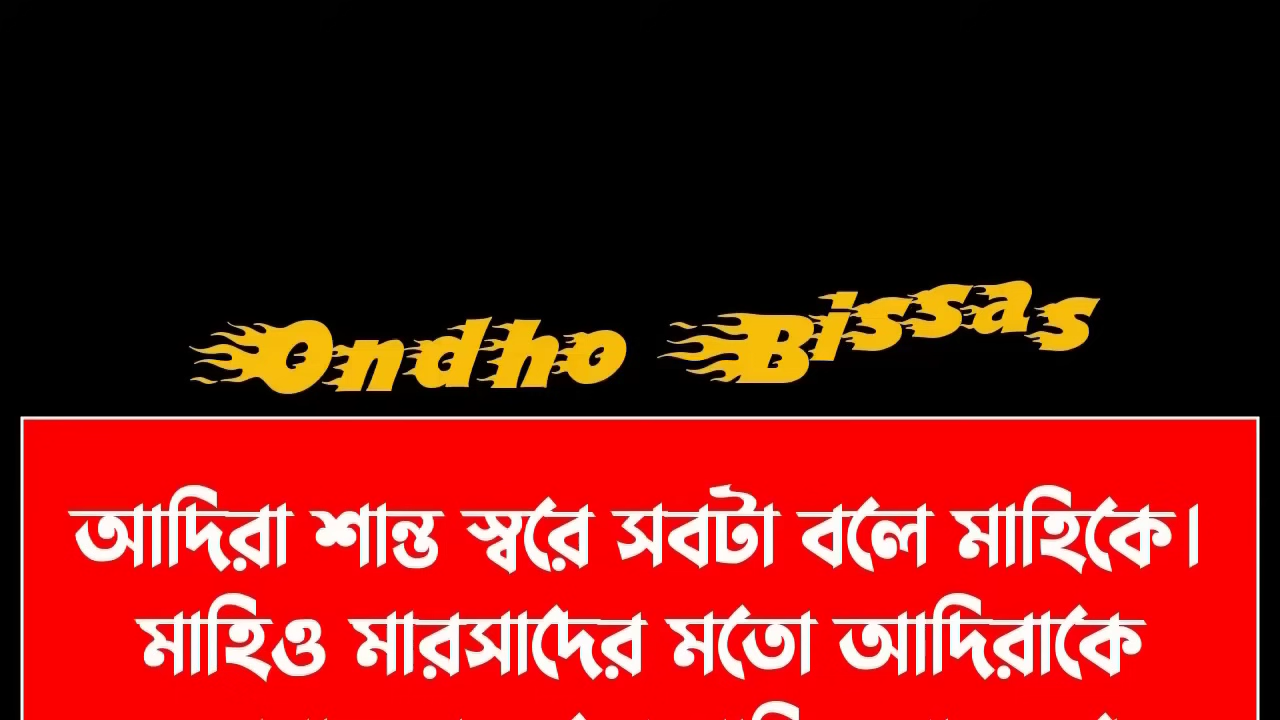 Ondho Bissas
আদিরা শান্ত স্বরে সবটা বলে মাহিকে।
মাহিও মারসাদের মতো আদিরাকে